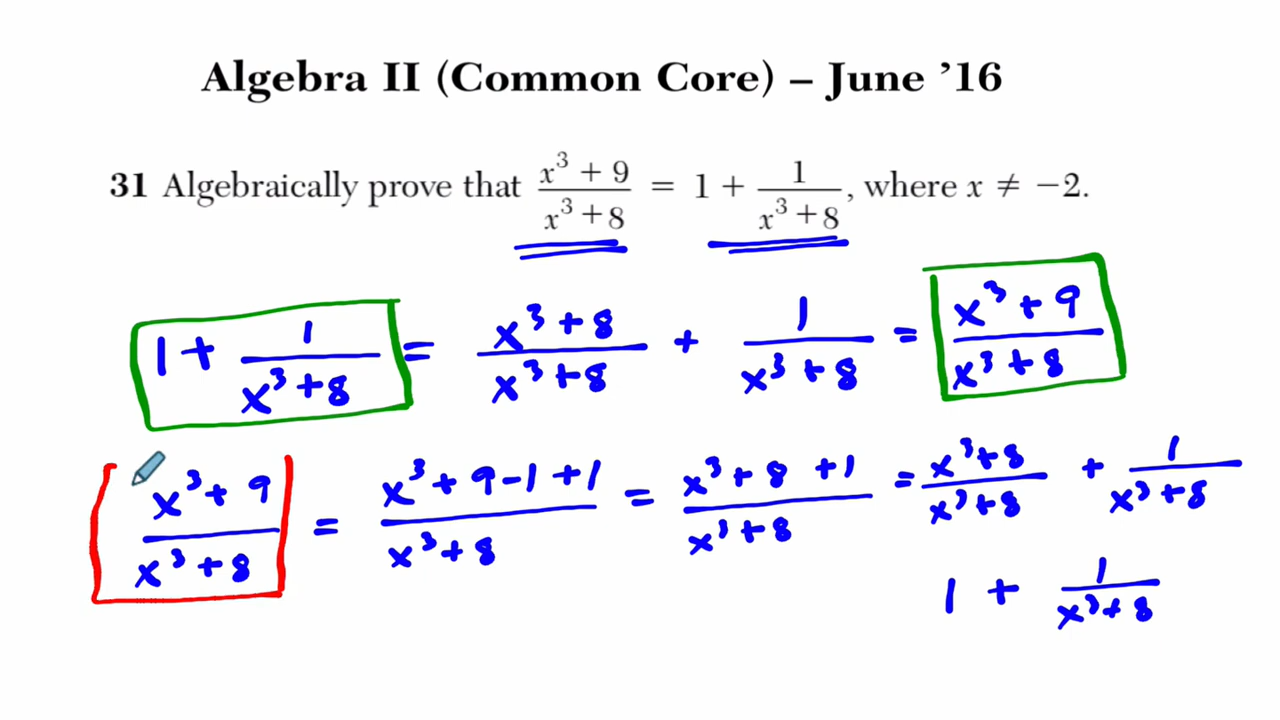 Algebra II (Common Core) – June ’16
31 Algebraically prove that (x³ + 9)/(x³ + 8) = 1 + 1/(x³ + 8), where x ≠ −2.
1 + 1/(x³ + 8) = (x³ + 8)/(x³ + 8) + 1/(x³ + 8) = (x³ + 9)/(x³ + 8)
(x³ + 9)/(x³ + 8) = (x³ + 9 - 1 + 1)/(x³ + 8) = (x³ + 8 + 1)/(x³ + 8) = (x³ + 8)/(x³ + 8) + 1/(x³ + 8)
1 + 1/(x³ + 8)